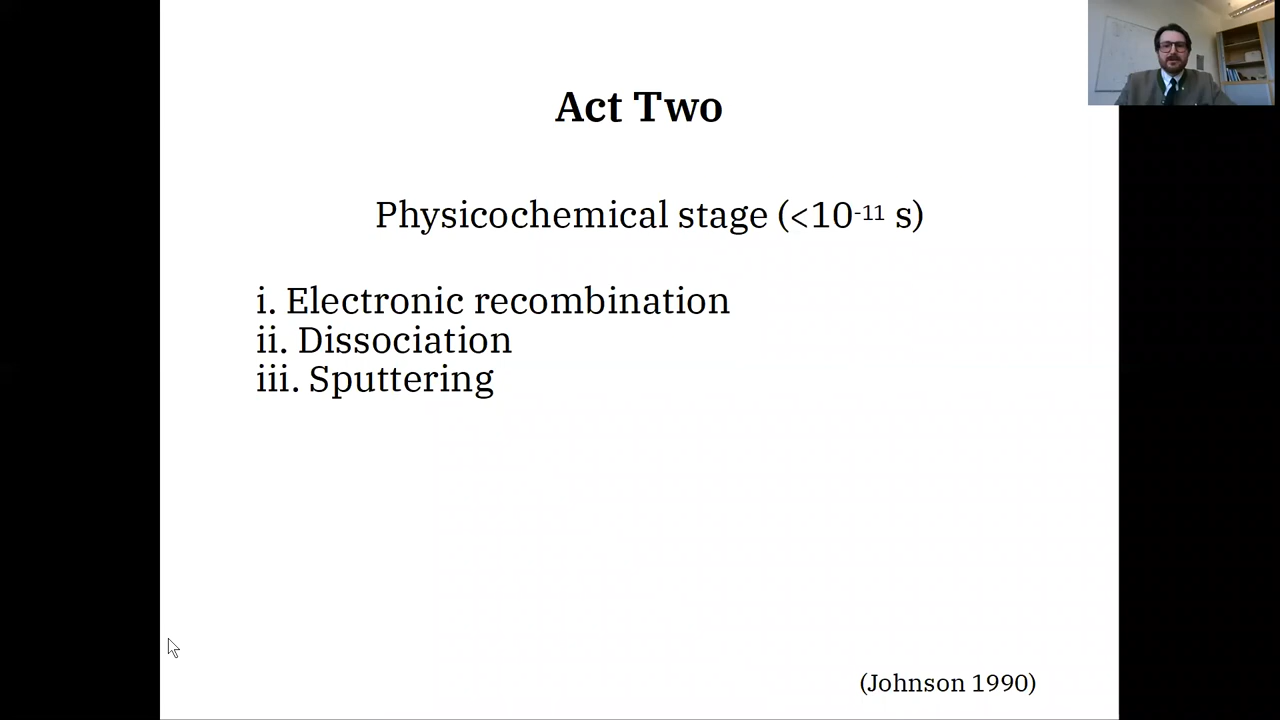 Act Two
Physicochemical stage (<10⁻¹¹ s)
i. Electronic recombination
ii. Dissociation
iii. Sputtering
(Johnson 1990)